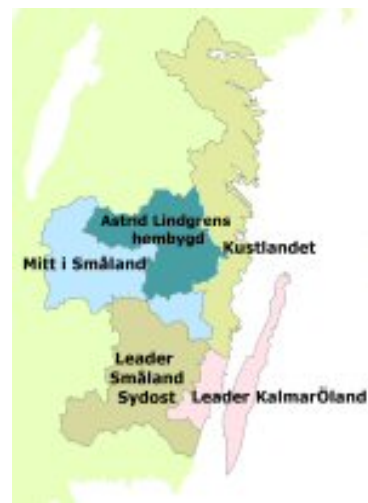 Astrid Lindgrens
hembygd
Kustlandet
Mitt i Småland
Leader
Småland
Sydost
Leader KalmarÖland